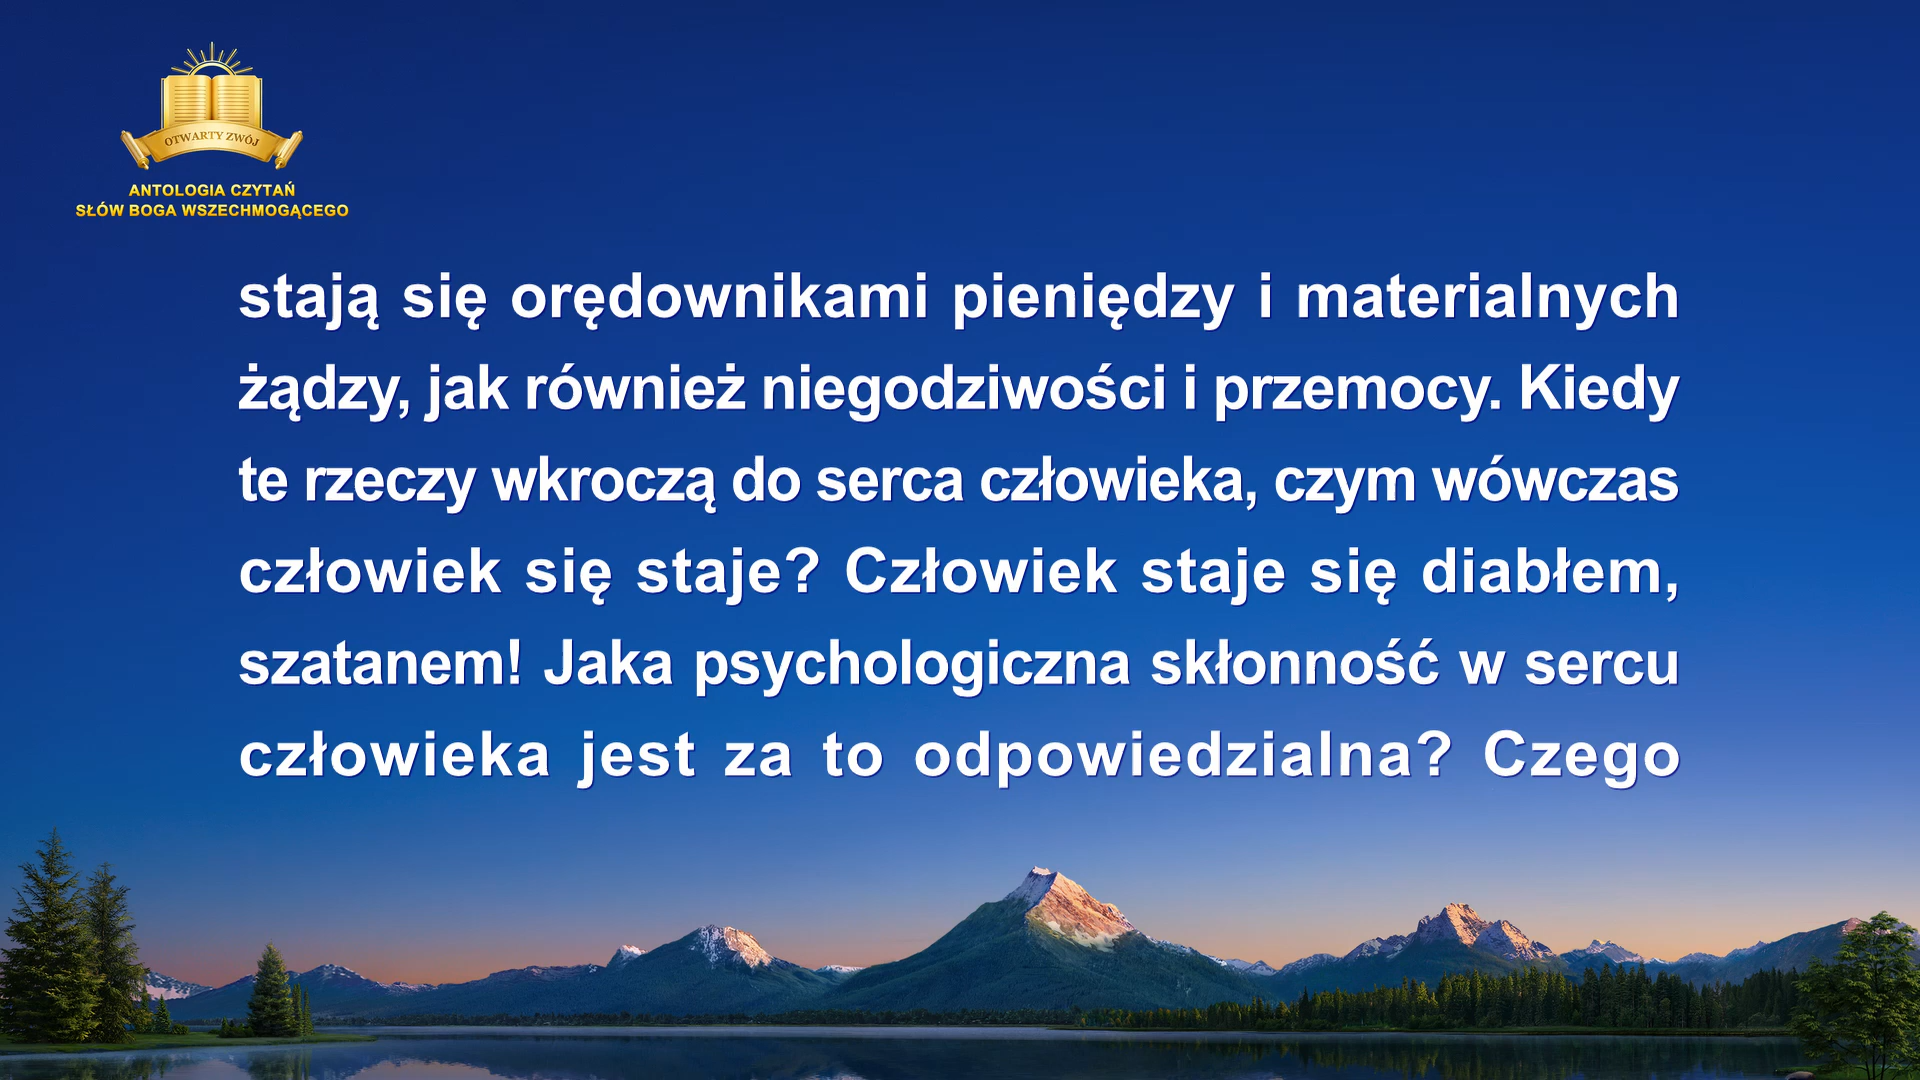 OTWARTY ZWÓJ
ANTOLOGIA CZYTAŃ
SŁÓW BOGA WSZECHMOGĄCEGO
stają się orędownikami pieniędzy i materialnych
żądzy, jak również niegodziwości i przemocy. Kiedy
te rzeczy wkroczą do serca człowieka, czym wówczas
człowiek się staje? Człowiek staje się diabłem,
szatanem! Jaka psychologiczna skłonność w sercu
człowieka jest za to odpowiedzialna? Czego